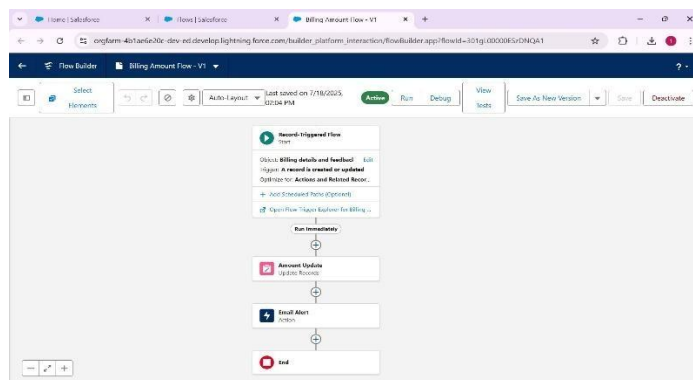 Home | Salesforce
Flows | Salesforce
Billing Amount Flow - V1
orgfarm-4b1ae6e20c-dev-ed.develop.lightning.force.com/builder_platform_interaction/flowBuilder.app?flowId=
Flow Builder
Billing Amount Flow - V1
Select Elements
Auto-Layout
Last saved on 7/18/2025, 02:04 PM
Active
Run
Debug
View Tests
Save As New Version
Save
Deactivate
Record-Triggered Flow
Start
Object: Billing details and feedback
Edit
Trigger: A record is created or updated
Optimize for: Actions and Related Recor...
+ Add Scheduled Paths (Optional)
Open Flow Trigger Explorer for Billing ...
Run Immediately
Amount Update
Update Records
Email Alert
Action
End